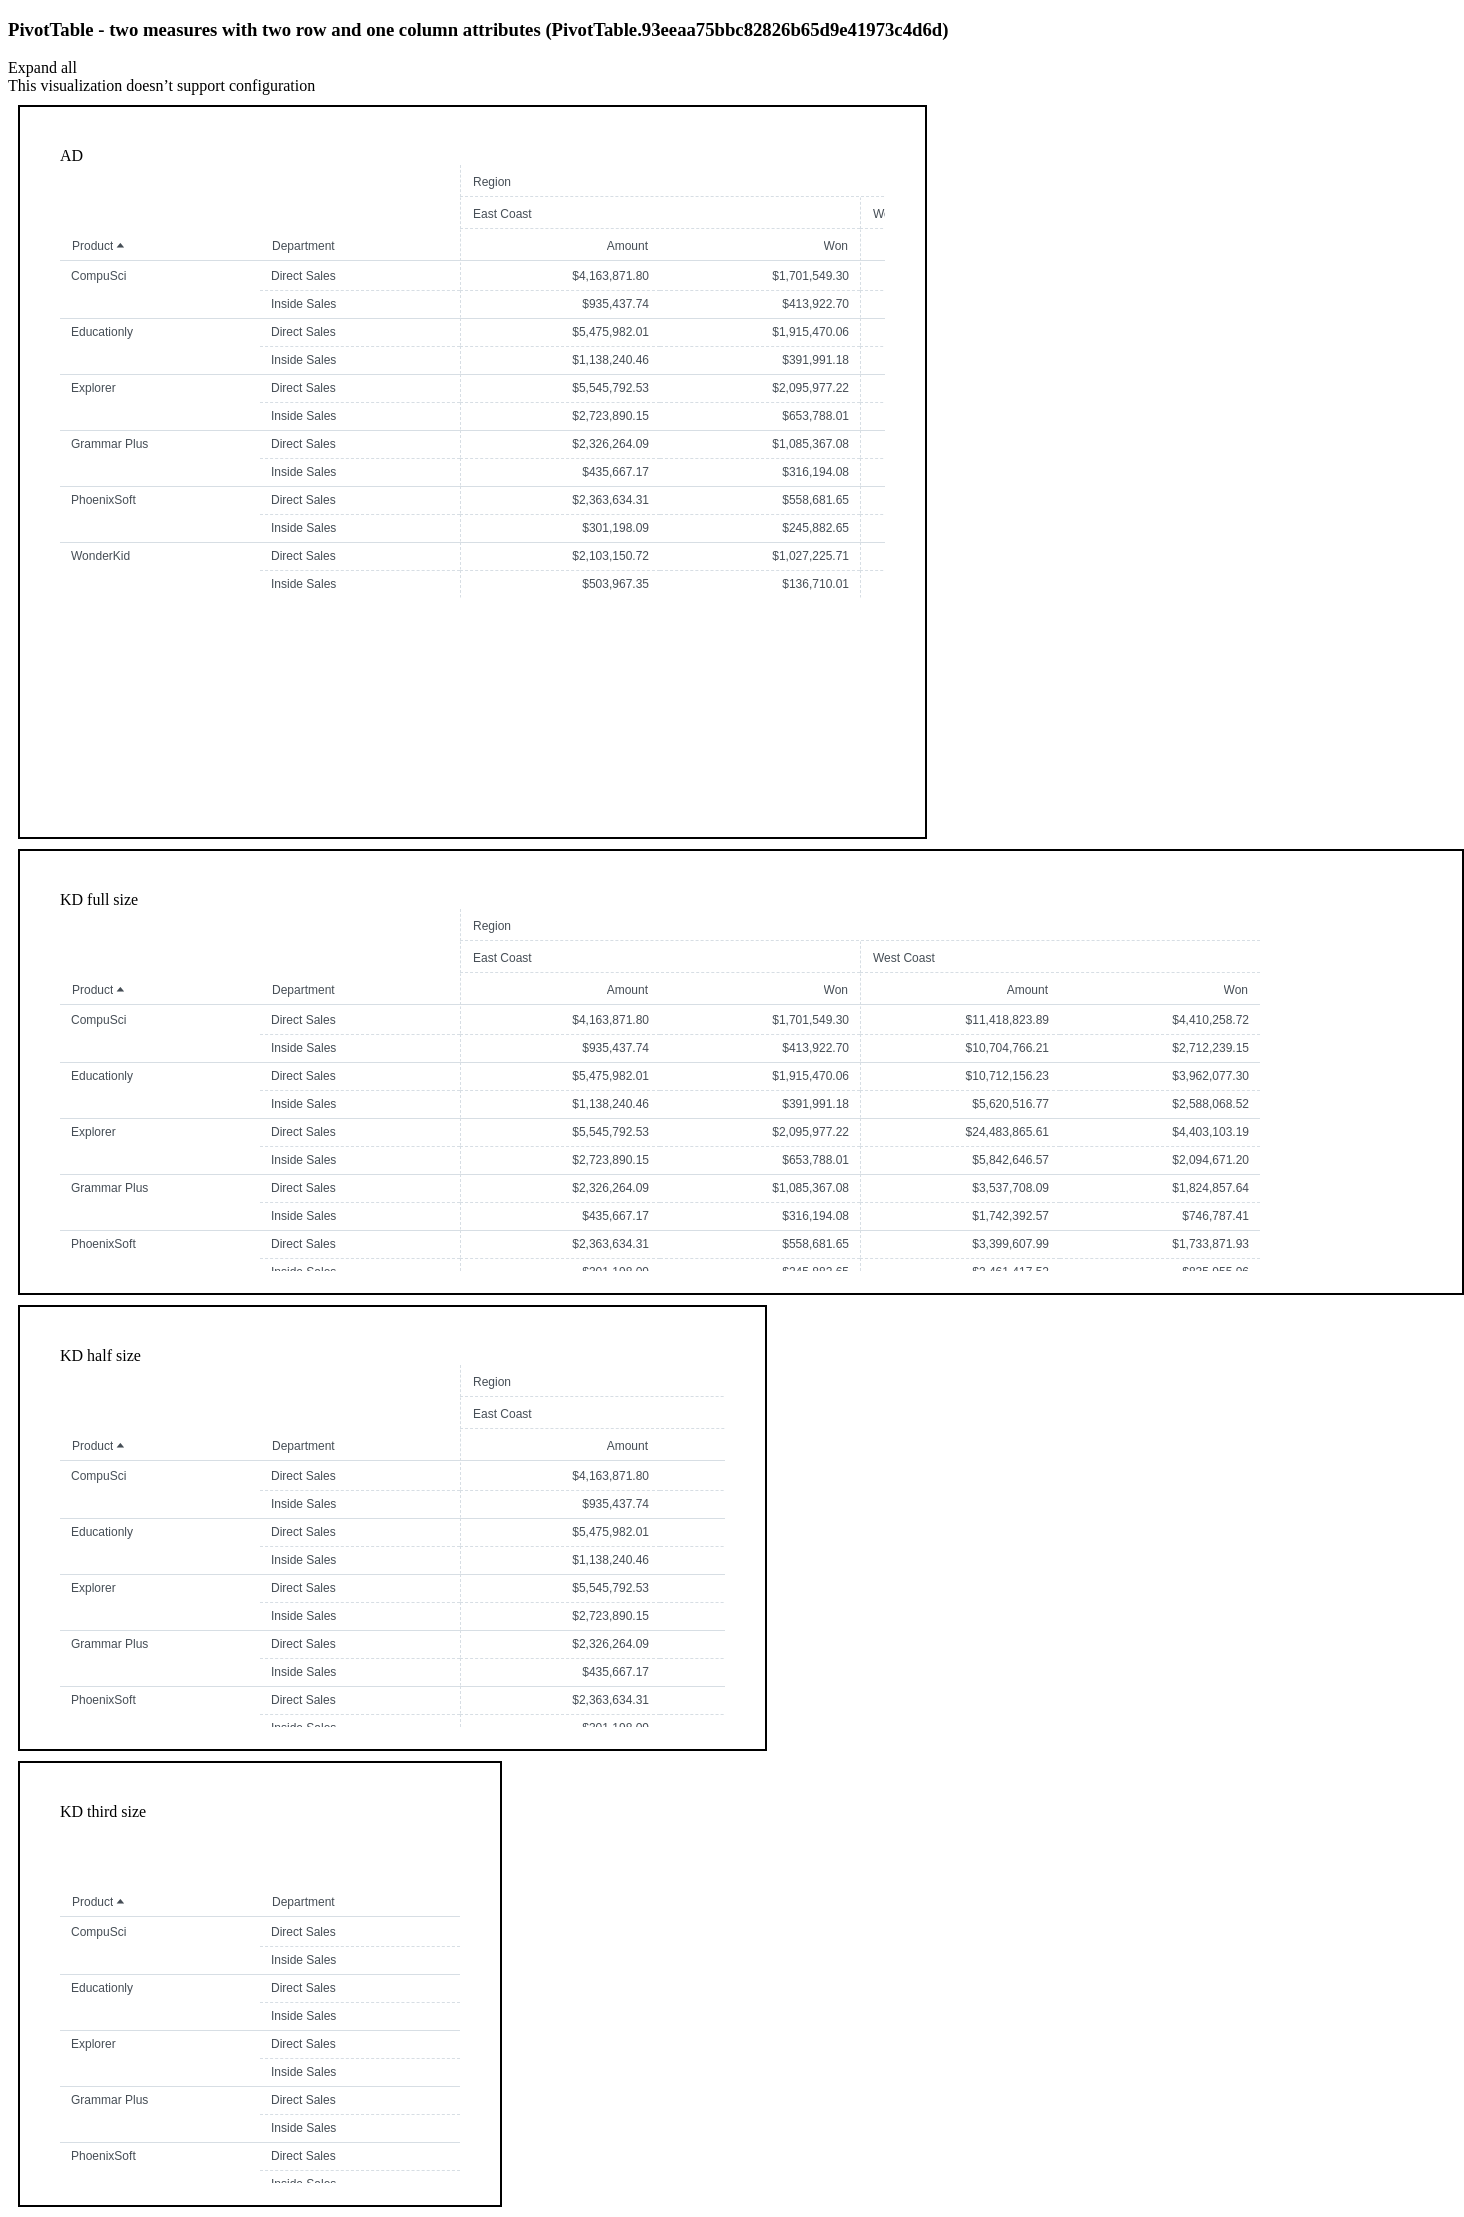 PivotTable - two measures with two row and one column attributes (PivotTable.93eeaa75bbc82826b65d9e41973c4d6d)
Expand all
This visualization doesn’t support configuration
AD
Region
East Coast
Product Department Amount Won
CompuSci Direct Sales $4,163,871.80 $1,701,549.30
Inside Sales $935,437.74 $413,922.70
Educationly Direct Sales $5,475,982.01 $1,915,470.06
Inside Sales $1,138,240.46 $391,991.18
Explorer Direct Sales $5,545,792.53 $2,095,977.22
Inside Sales $2,723,890.15 $653,788.01
Grammar Plus Direct Sales $2,326,264.09 $1,085,367.08
Inside Sales $435,667.17 $316,194.08
PhoenixSoft Direct Sales $2,363,634.31 $558,681.65
Inside Sales $301,198.09 $245,882.65
WonderKid Direct Sales $2,103,150.72 $1,027,225.71
Inside Sales $503,967.35 $136,710.01
KD full size
Region
East Coast West Coast
Product Department Amount Won Amount Won
CompuSci Direct Sales $4,163,871.80 $1,701,549.30 $11,418,823.89 $4,410,258.72
Inside Sales $935,437.74 $413,922.70 $10,704,766.21 $2,712,239.15
Educationly Direct Sales $5,475,982.01 $1,915,470.06 $10,712,156.23 $3,962,077.30
Inside Sales $1,138,240.46 $391,991.18 $5,620,516.77 $2,588,068.52
Explorer Direct Sales $5,545,792.53 $2,095,977.22 $24,483,865.61 $4,403,103.19
Inside Sales $2,723,890.15 $653,788.01 $5,842,646.57 $2,094,671.20
Grammar Plus Direct Sales $2,326,264.09 $1,085,367.08 $3,537,708.09 $1,824,857.64
Inside Sales $435,667.17 $316,194.08 $1,742,392.57 $746,787.41
PhoenixSoft Direct Sales $2,363,634.31 $558,681.65 $3,399,607.99 $1,733,871.93
Inside Sales $301,198.09 $245,882.65
KD half size
Region
East Coast
Product Department Amount
CompuSci Direct Sales $4,163,871.80
Inside Sales $935,437.74
Educationly Direct Sales $5,475,982.01
Inside Sales $1,138,240.46
Explorer Direct Sales $5,545,792.53
Inside Sales $2,723,890.15
Grammar Plus Direct Sales $2,326,264.09
Inside Sales $435,667.17
PhoenixSoft Direct Sales $2,363,634.31
Inside Sales $301,198.09
KD third size
Product Department
CompuSci Direct Sales
Inside Sales
Educationly Direct Sales
Inside Sales
Explorer Direct Sales
Inside Sales
Grammar Plus Direct Sales
Inside Sales
PhoenixSoft Direct Sales
Inside Sales